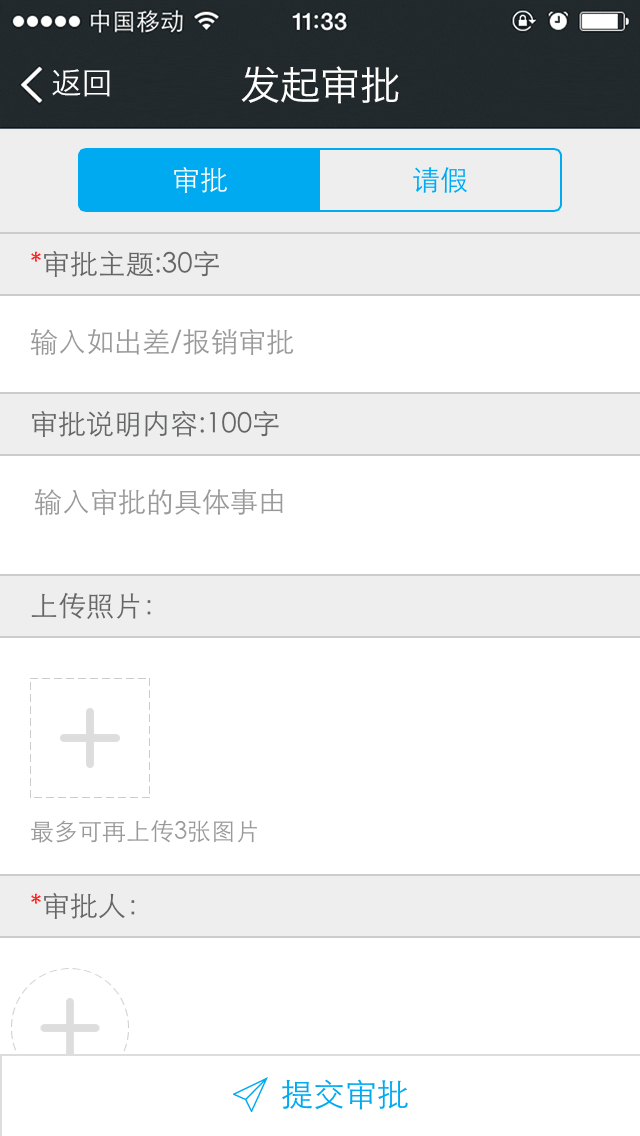 中国移动 11:33
返回 发起审批
审批 请假
*审批主题:30字
输入如出差/报销审批
审批说明内容:100字
输入审批的具体事由
上传照片:
最多可再上传3张图片
*审批人:
提交审批